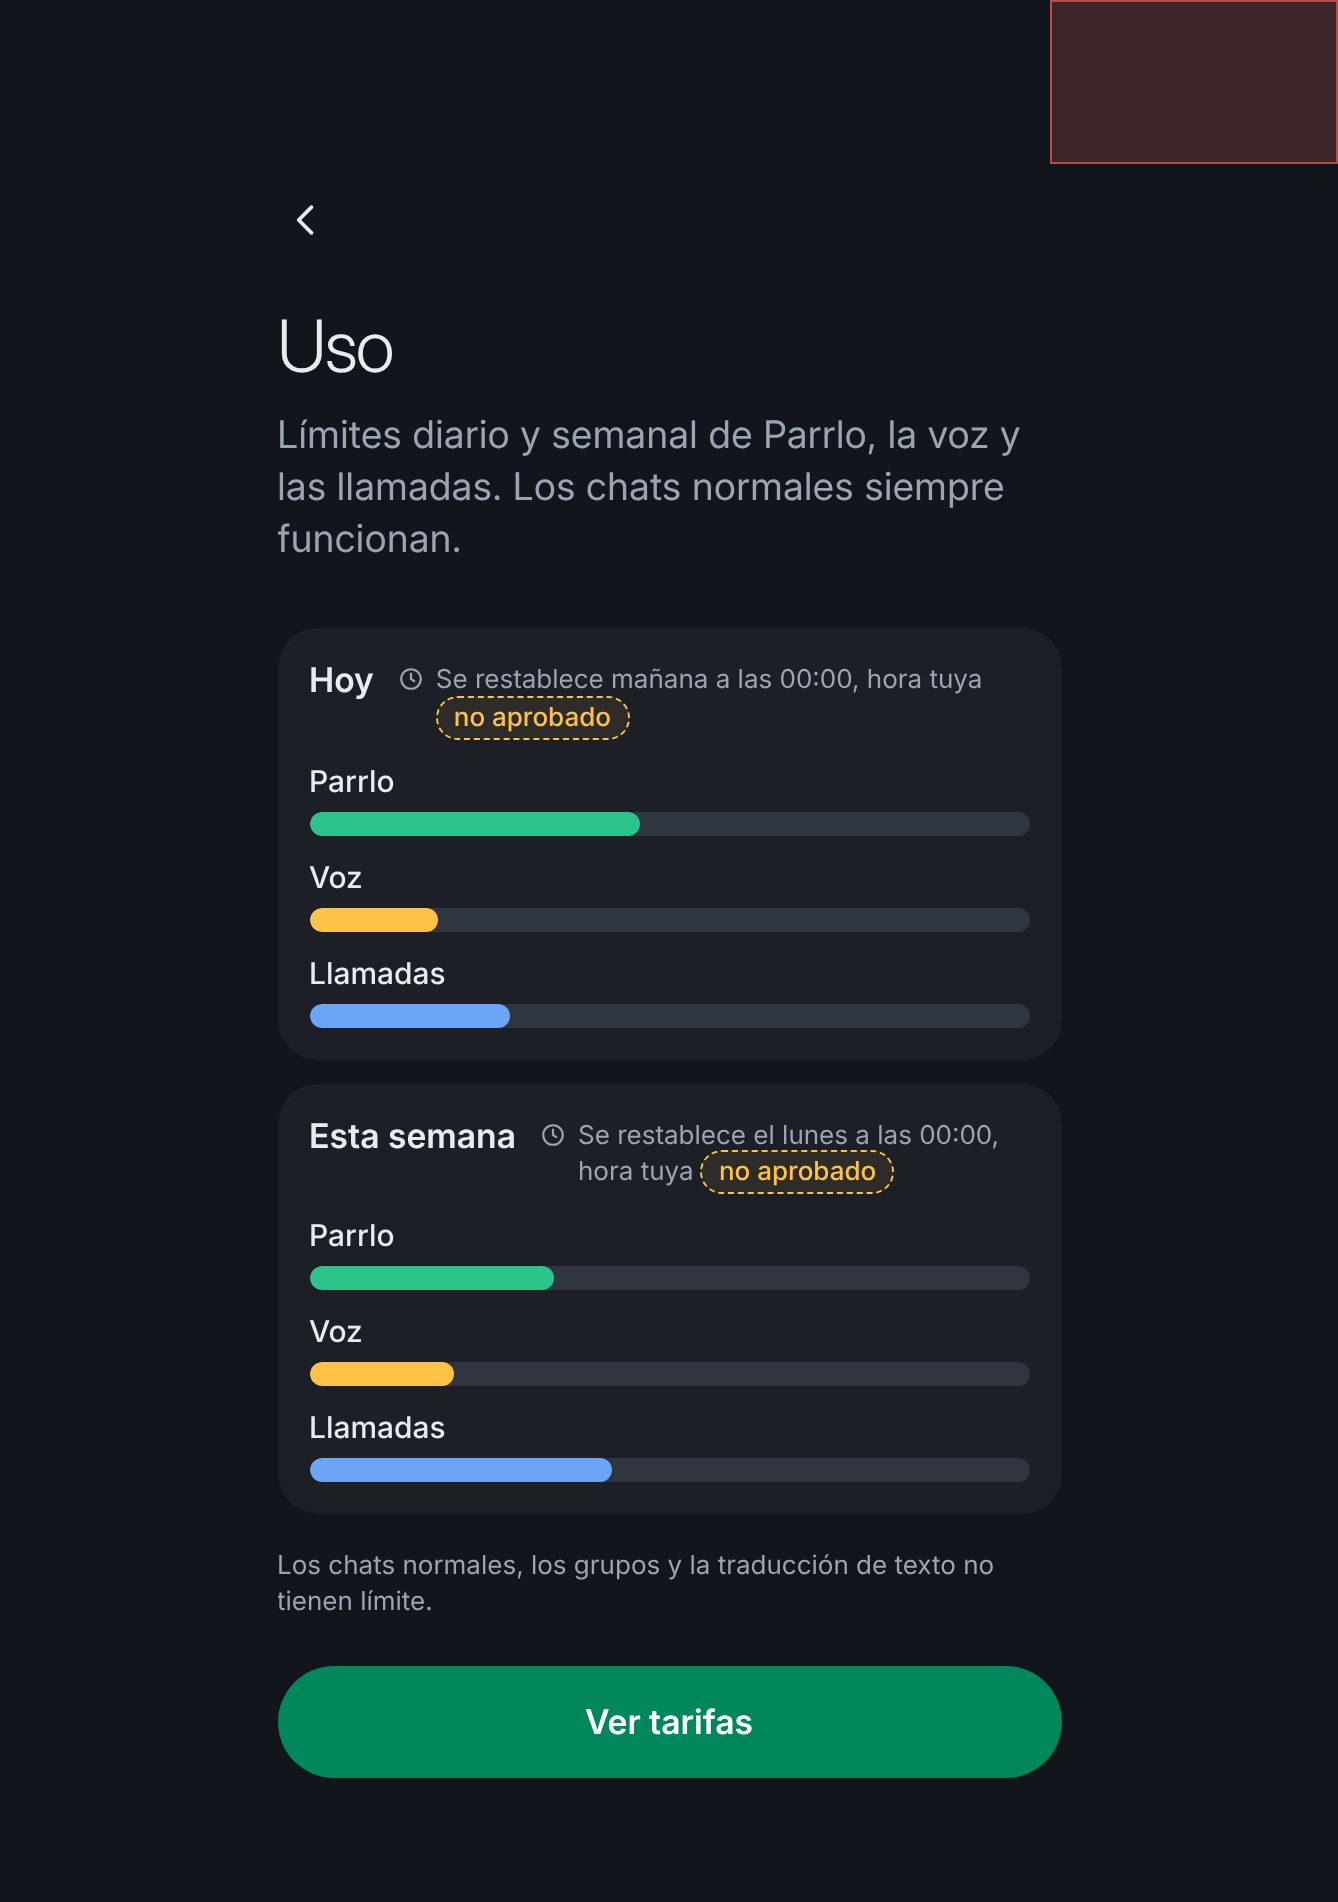 Uso
Límites diario y semanal de Parrlo, la voz y
las llamadas. Los chats normales siempre
funcionan.
Hoy Se restablece mañana a las 00:00, hora tuya
no aprobado
Parrlo
Voz
Llamadas
Esta semana Se restablece el lunes a las 00:00,
hora tuya no aprobado
Parrlo
Voz
Llamadas
Los chats normales, los grupos y la traducción de texto no
tienen límite.
Ver tarifas